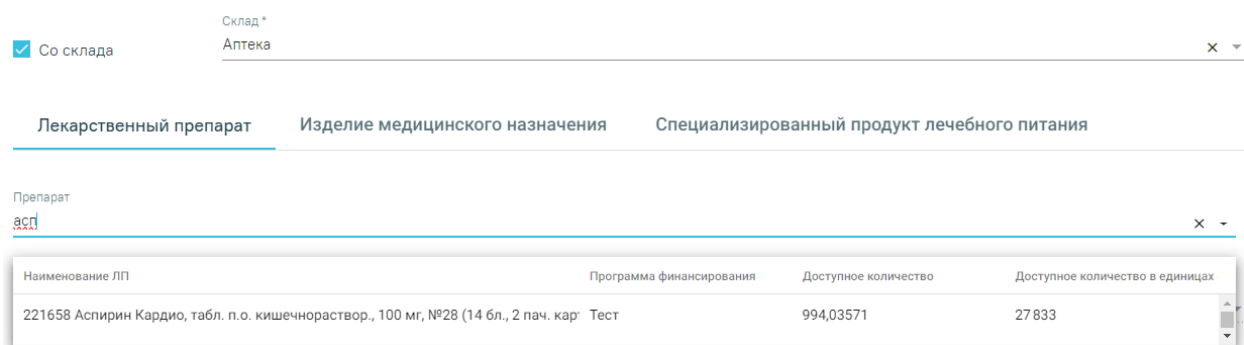 Склад *
Со склада
Аптека
Лекарственный препарат Изделие медицинского назначения Специализированный продукт лечебного питания
Препарат
асп
Наименование ЛП Программа финансирования Доступное количество Доступное количество в единицах
221658 Аспирин Кардио, табл. п.о. кишечнораствор., 100 мг, №28 (14 бл., 2 пач. кар Тест 994,03571 27 833